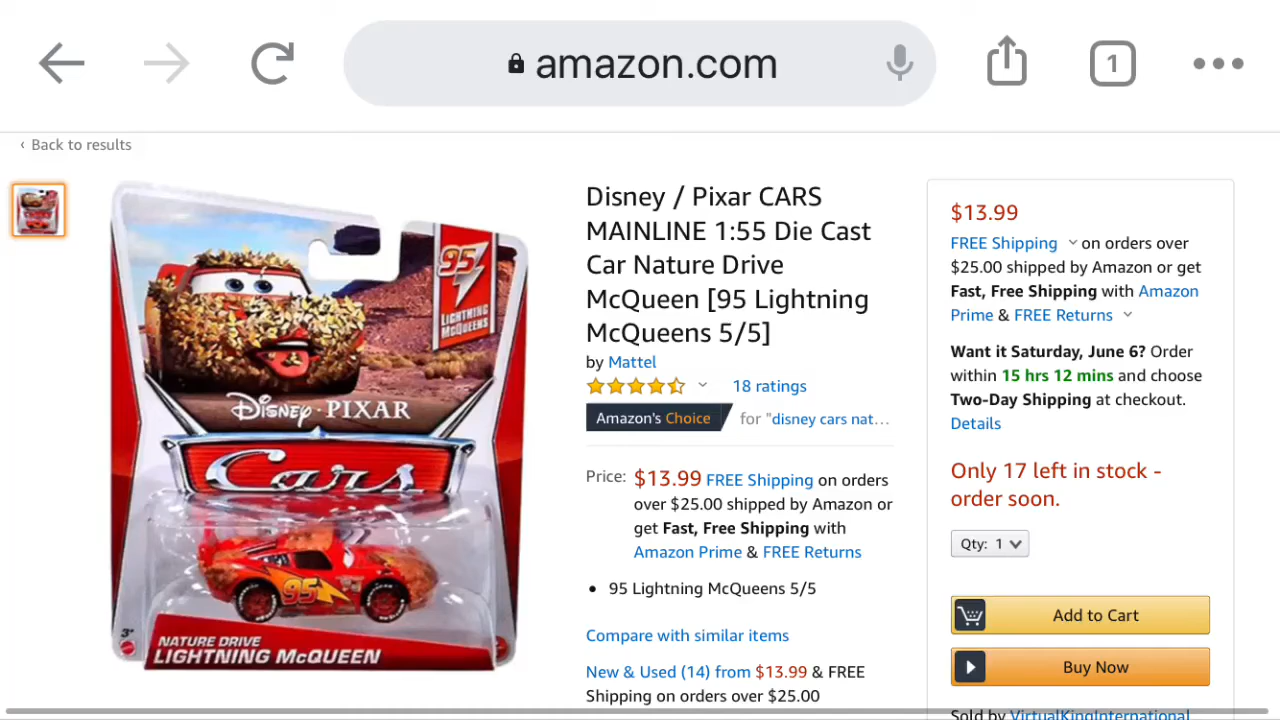 amazon.com
1
‹ Back to results
Disney / Pixar CARS
MAINLINE 1:55 Die Cast
Car Nature Drive
McQueen [95 Lightning
McQueens 5/5]
by Mattel
18 ratings
Amazon's Choice for "disney cars nat…
Price: $13.99 FREE Shipping on orders
over $25.00 shipped by Amazon or
get Fast, Free Shipping with
Amazon Prime & FREE Returns
• 95 Lightning McQueens 5/5
Compare with similar items
New & Used (14) from $13.99 & FREE
Shipping on orders over $25.00
$13.99
FREE Shipping on orders over
$25.00 shipped by Amazon or get
Fast, Free Shipping with Amazon
Prime & FREE Returns
Want it Saturday, June 6? Order
within 15 hrs 12 mins and choose
Two-Day Shipping at checkout.
Details
Only 17 left in stock -
order soon.
Qty: 1
Add to Cart
Buy Now
Sold by VirtualKingInternational
95
LIGHTNING
McQUEENS
DISNEY·PIXAR
Cars
95
3+
NATURE DRIVE
LIGHTNING McQUEEN